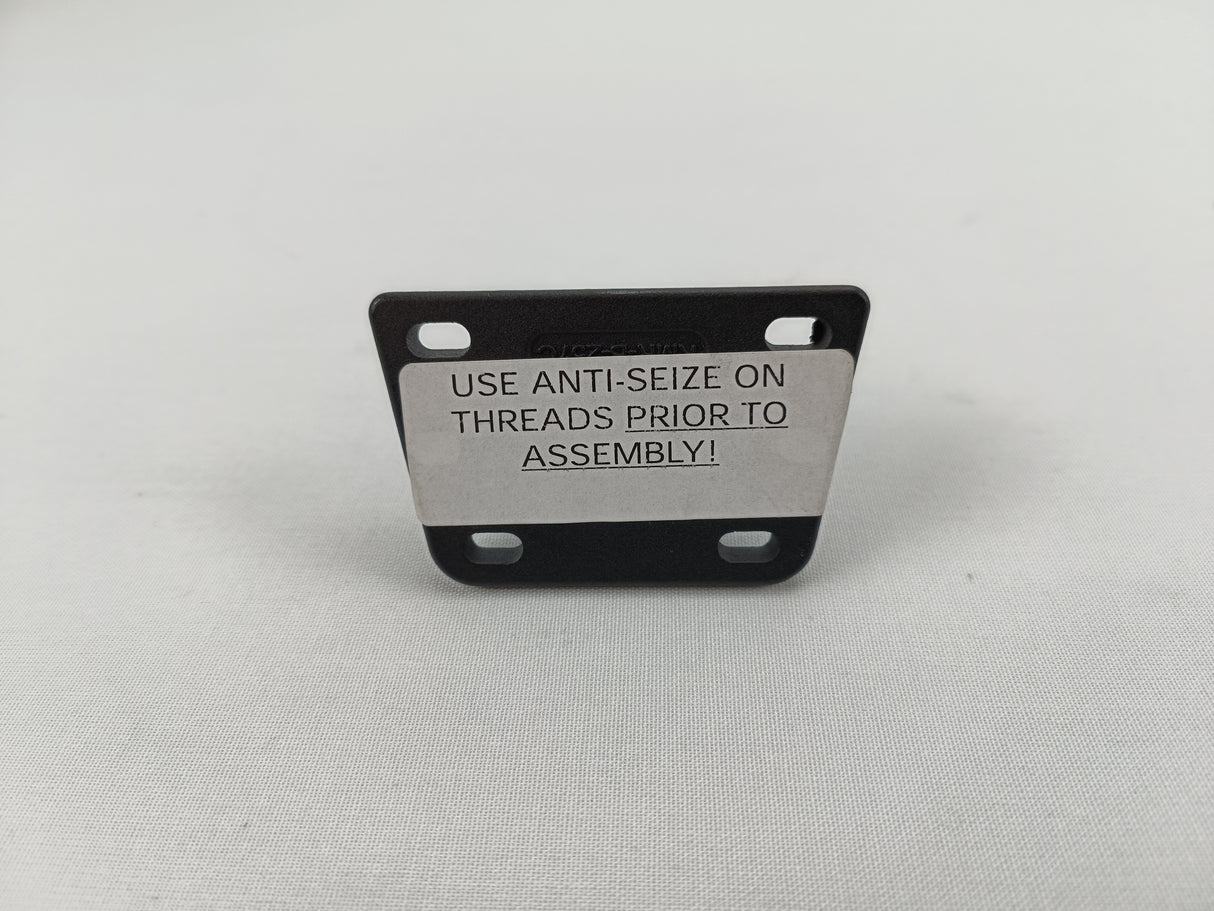 USE ANTI-SEIZE ON
THREADS PRIOR TO
ASSEMBLY!